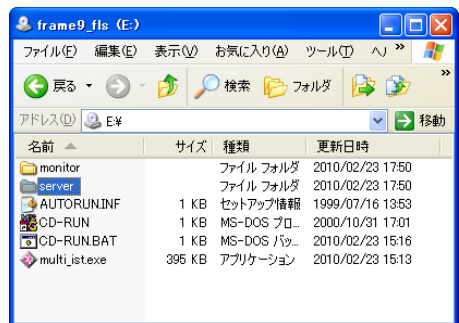 frame9_fls (E:)
ファイル(F) 編集(E) 表示(V) お気に入り(A) ツール(T) ヘル »
戻る 検索 フォルダ »
アドレス(D) E:¥ 移動
名前 サイズ 種類 更新日時
monitor ファイル フォルダ 2010/02/23 17:50
server ファイル フォルダ 2010/02/23 17:50
AUTORUN.INF 1 KB セットアップ情報 1999/07/16 13:53
CD-RUN 1 KB MS-DOS プロ... 2000/10/31 17:01
CD-RUN.BAT 1 KB MS-DOS バッ... 2010/02/23 15:16
multi_ist.exe 395 KB アプリケーション 2010/02/23 15:13